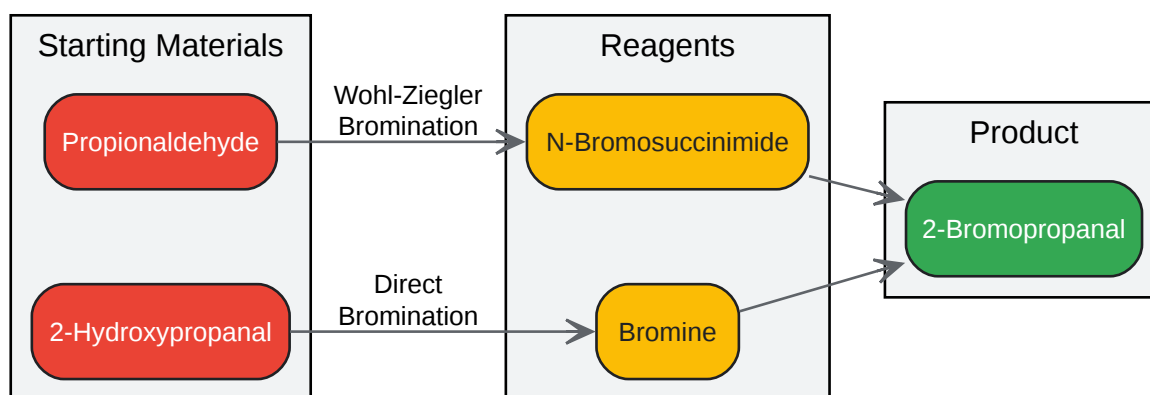 Starting Materials
Reagents
Product
Propionaldehyde
Wohl-Ziegler
Bromination
N-Bromosuccinimide
2-Bromopropanal
2-Hydroxypropanal
Direct
Bromination
Bromine